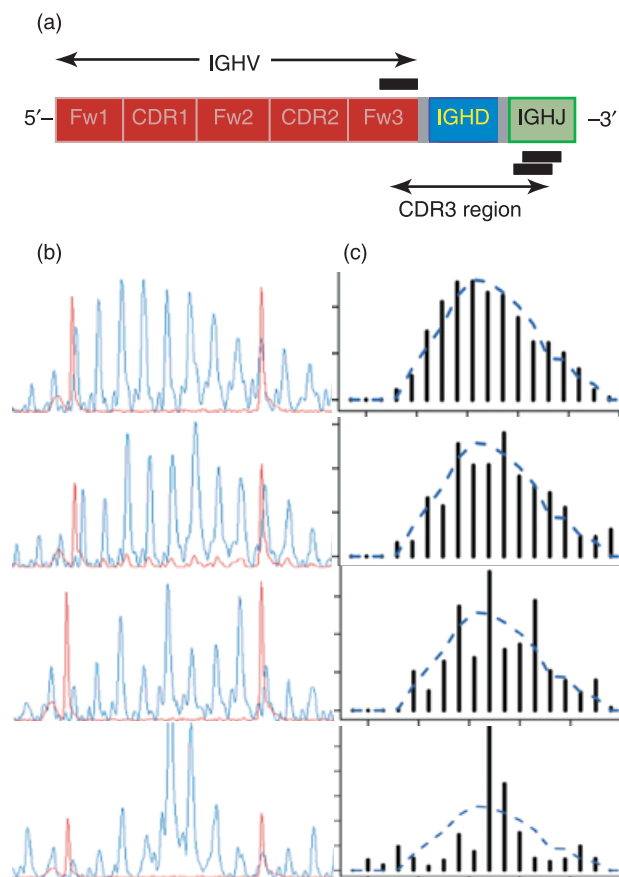 (a)
IGHV
5′– Fw1 CDR1 Fw2 CDR2 Fw3 IGHD IGHJ –3′
CDR3 region
(b) (c)